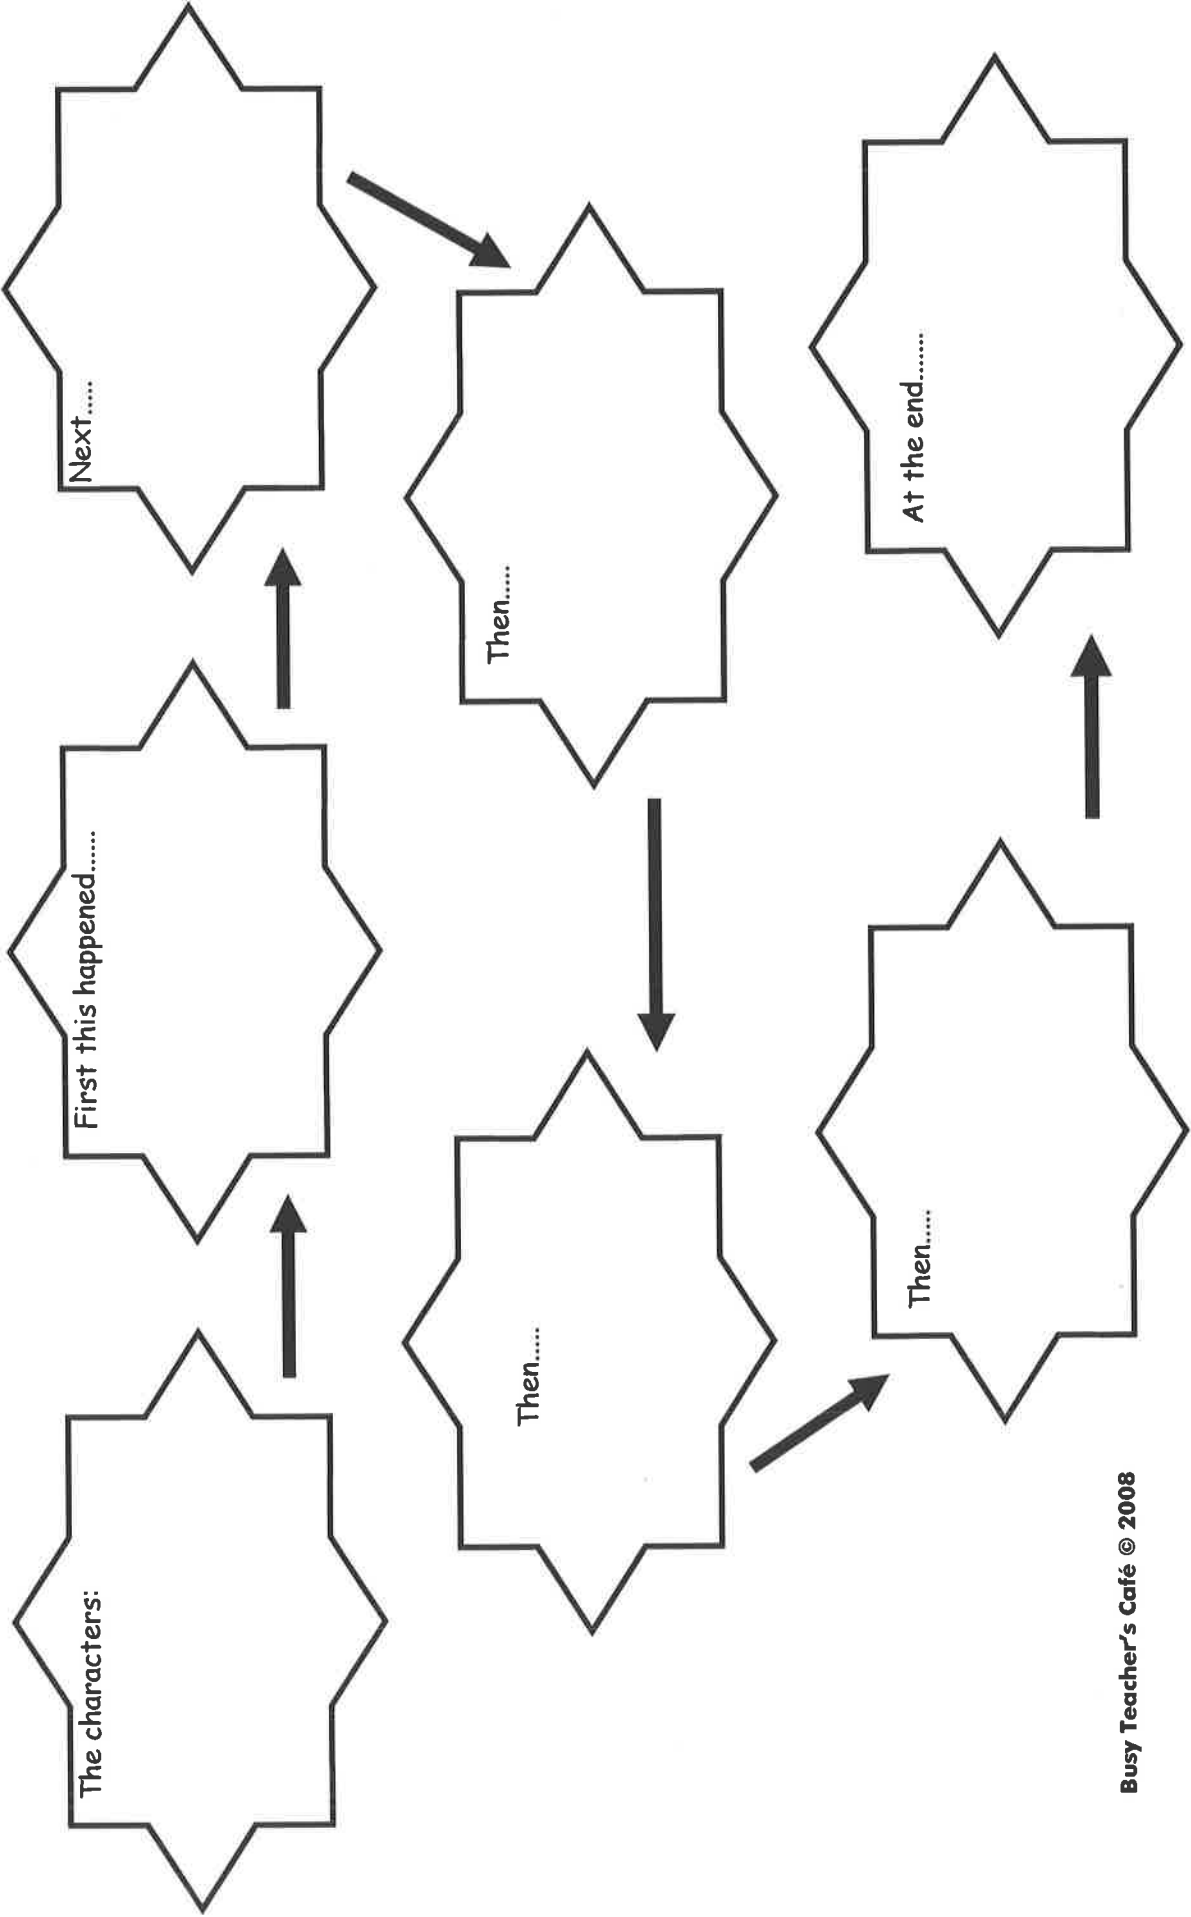 The characters:
First this happened......
Next.....
Then.....
Then.....
Then.....
At the end........
Busy Teacher's Café © 2008